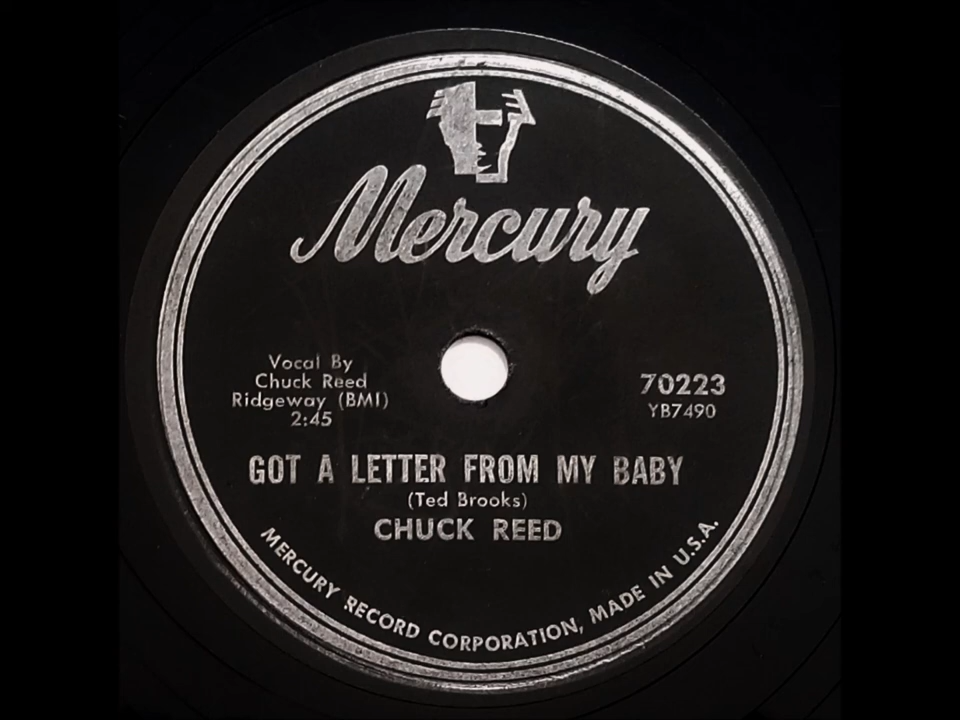 Mercury
Vocal By
Chuck Reed
Ridgeway (BMI)
2:45
70223
YB7490
GOT A LETTER FROM MY BABY
(Ted Brooks)
CHUCK REED
MERCURY RECORD CORPORATION, MADE IN U.S.A.